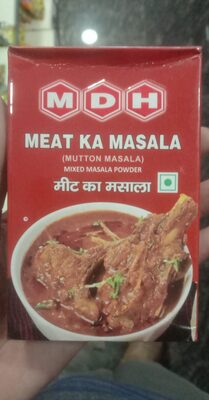 MDH
MEAT KA MASALA
(MUTTON MASALA)
MIXED MASALA POWDER
मीट का मसाला